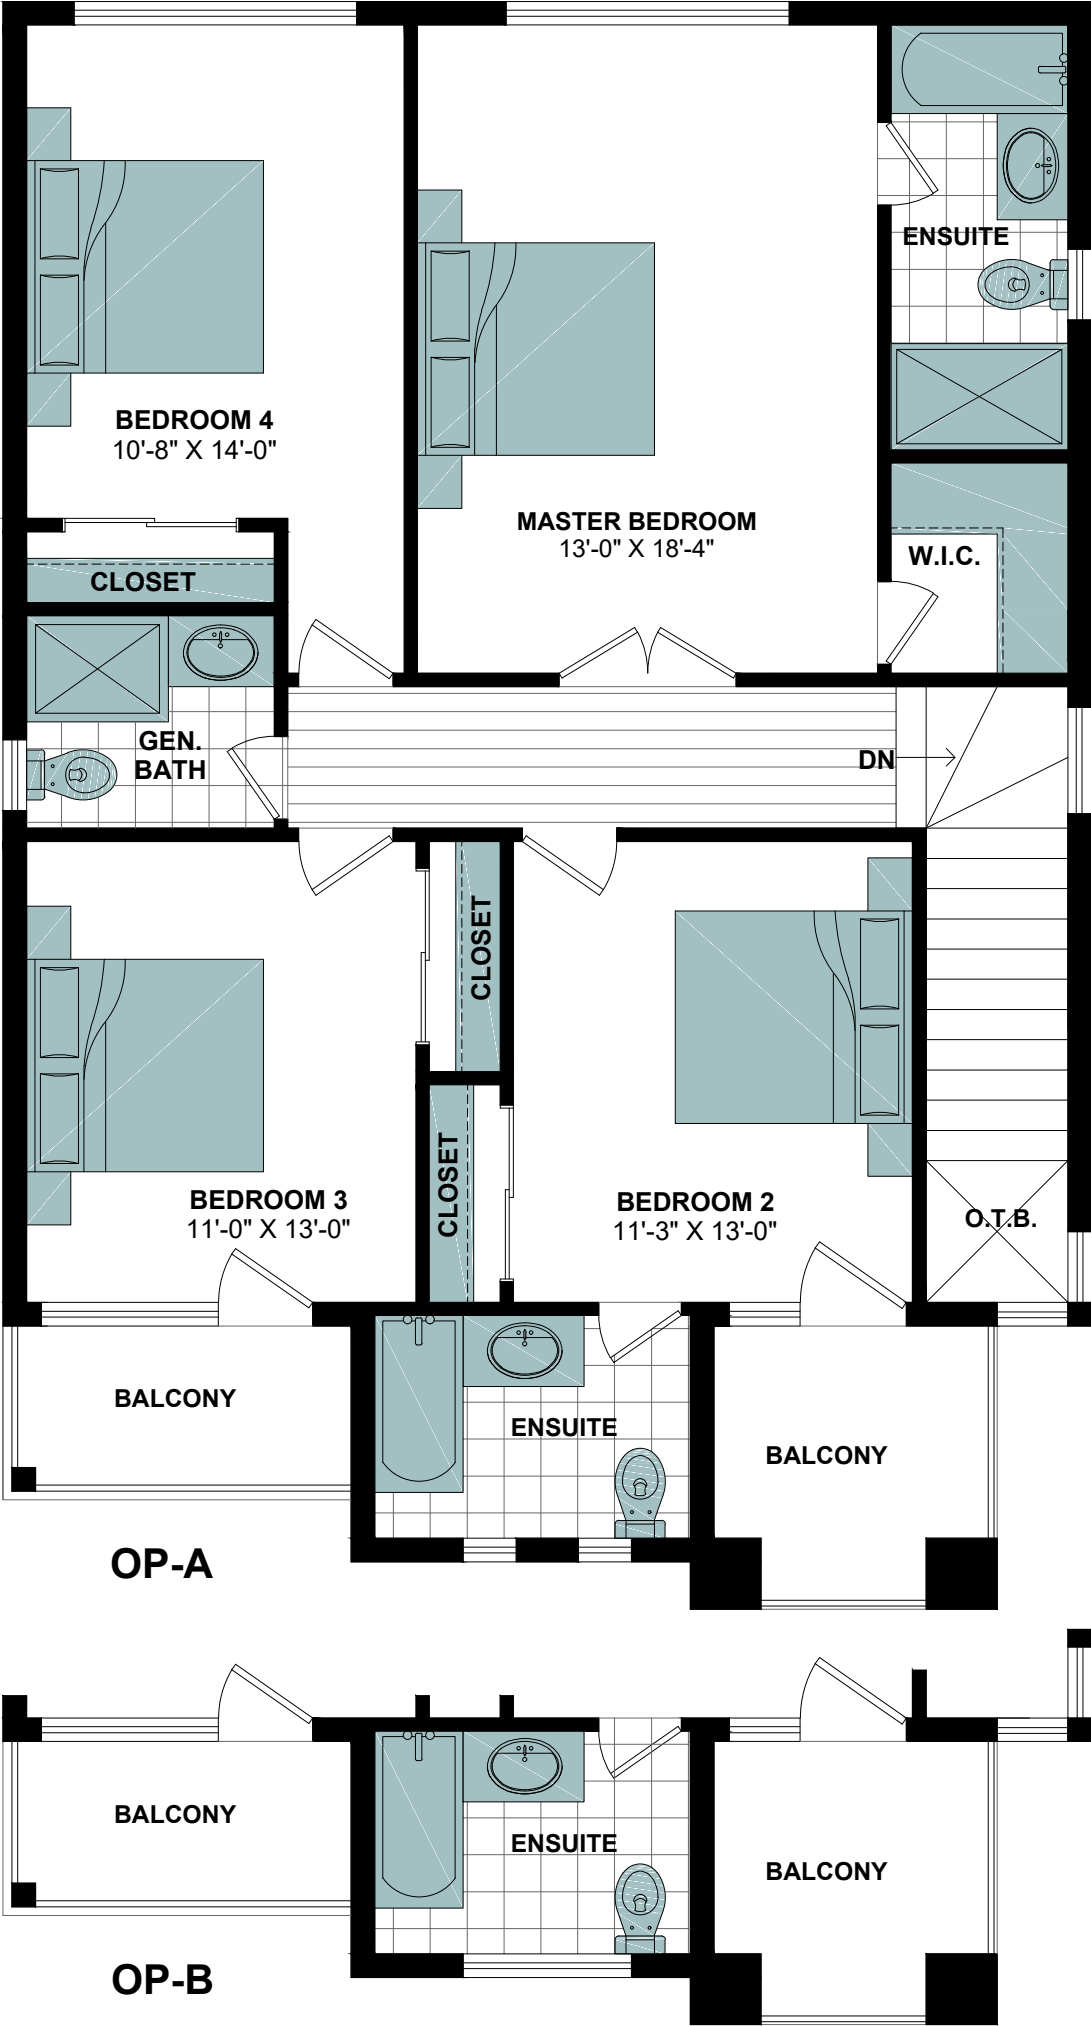 ENSUITE
BEDROOM 4
10'-8" X 14'-0"
MASTER BEDROOM
13'-0" X 18'-4"
W.I.C.
CLOSET
GEN.
BATH
DN
CLOSET
CLOSET
BEDROOM 3
11'-0" X 13'-0"
BEDROOM 2
11'-3" X 13'-0"
O.T.B.
BALCONY
ENSUITE
BALCONY
OP-A
BALCONY
ENSUITE
BALCONY
OP-B